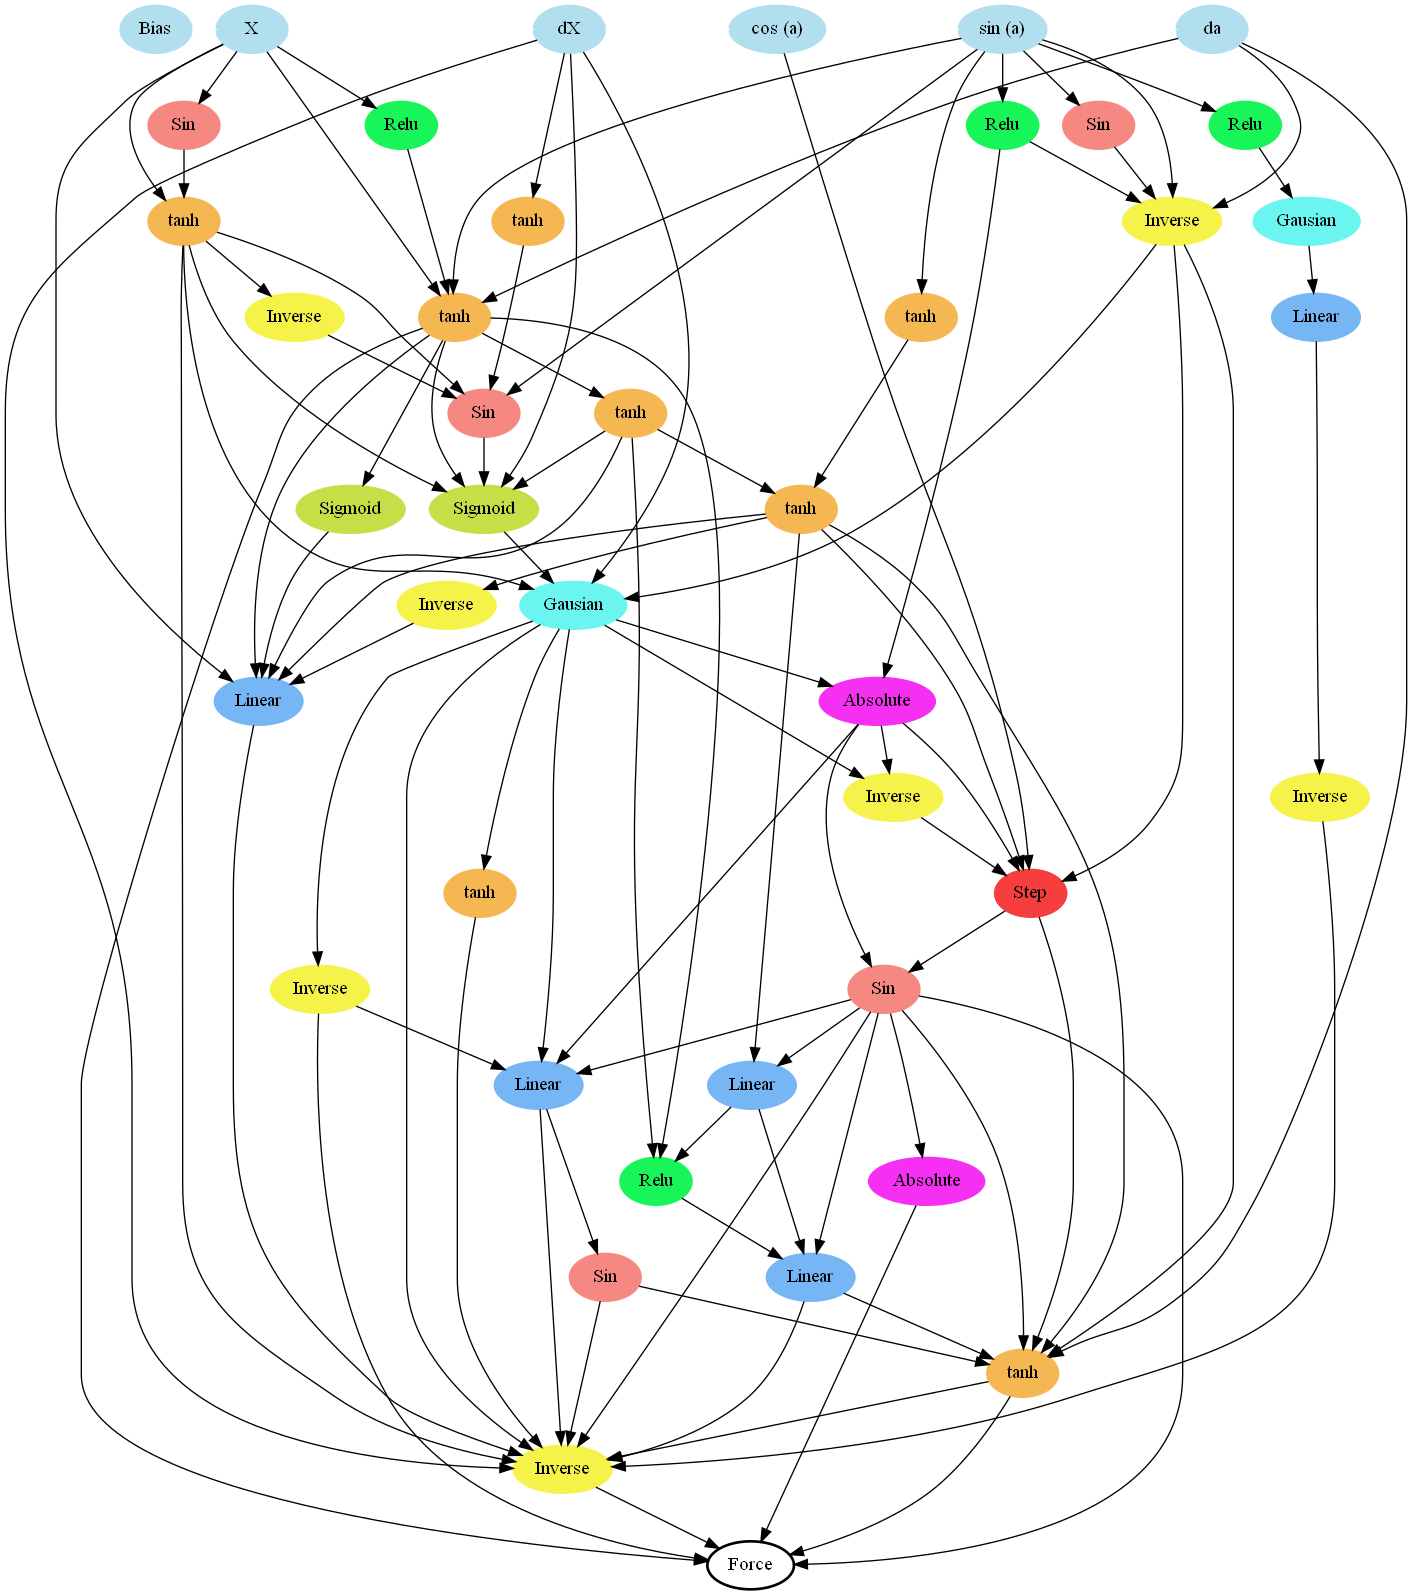 Bias
X
dX
cos (a)
sin (a)
da
Sin
Relu
Relu
Sin
Relu
tanh
tanh
Inverse
Gausian
Inverse
tanh
tanh
Linear
Sin
tanh
Sigmoid
Sigmoid
tanh
Inverse
Gausian
Linear
Absolute
Inverse
Inverse
tanh
Step
Inverse
Sin
Linear
Linear
Relu
Absolute
Sin
Linear
tanh
Inverse
Force